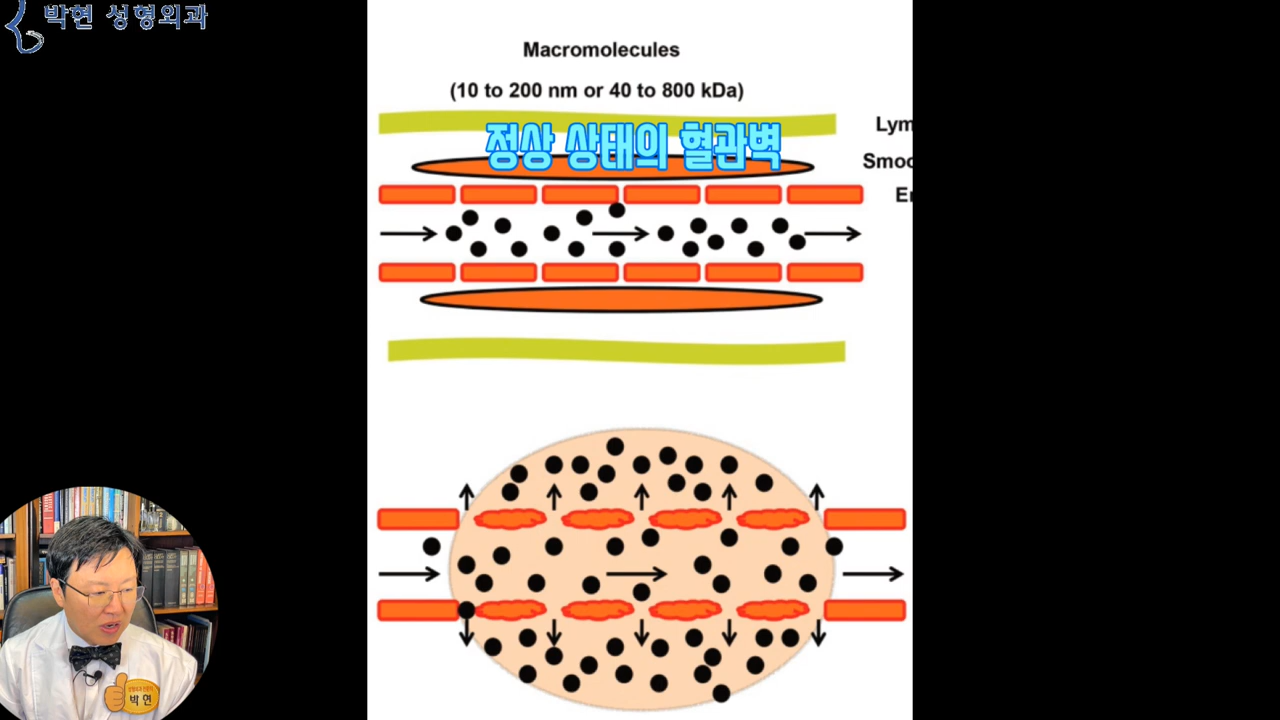 박현 성형외과
Macromolecules
(10 to 200 nm or 40 to 800 kDa)
Lym
정상 상태의 혈관벽
Smoo
En
박 현